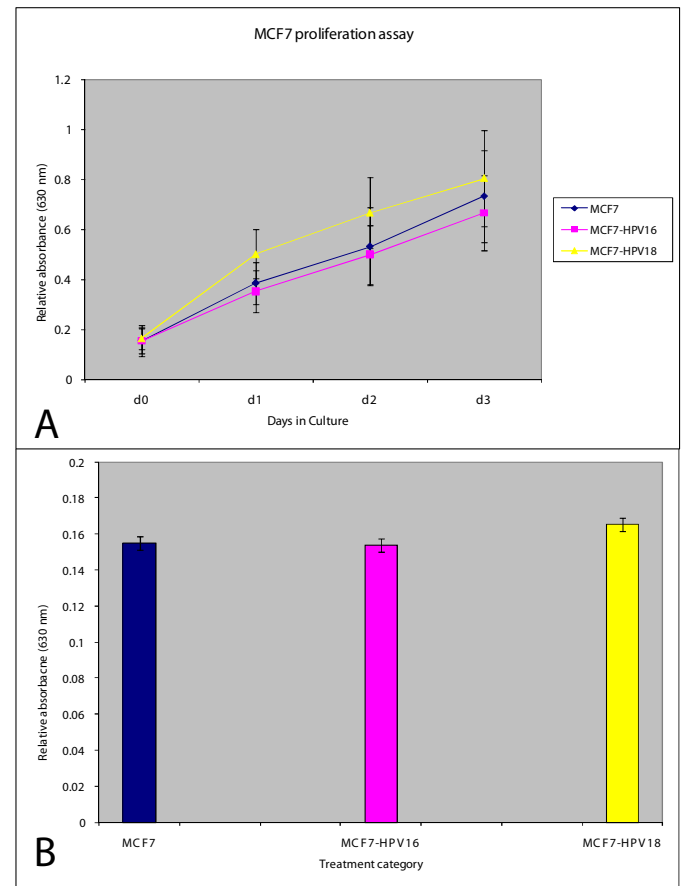 MCF7 proliferation assay
1.2
1
0.8
0.6
0.4
0.2
0
Relative absorbance (630 nm)
d0 d1 d2 d3
Days in Culture
MCF7
MCF7-HPV16
MCF7-HPV18
A
0.2
0.18
0.16
0.14
0.12
0.1
0.08
0.06
0.04
0.02
0
Relative absorbacne (630 nm)
MCF7 MCF7-HPV16 MCF7-HPV18
Treatment category
B